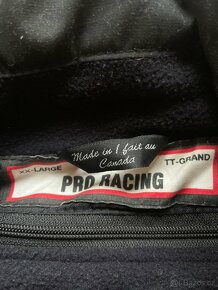 Made in / fait au
Canada
XX-LARGE
TT-GRAND
PRO RACING